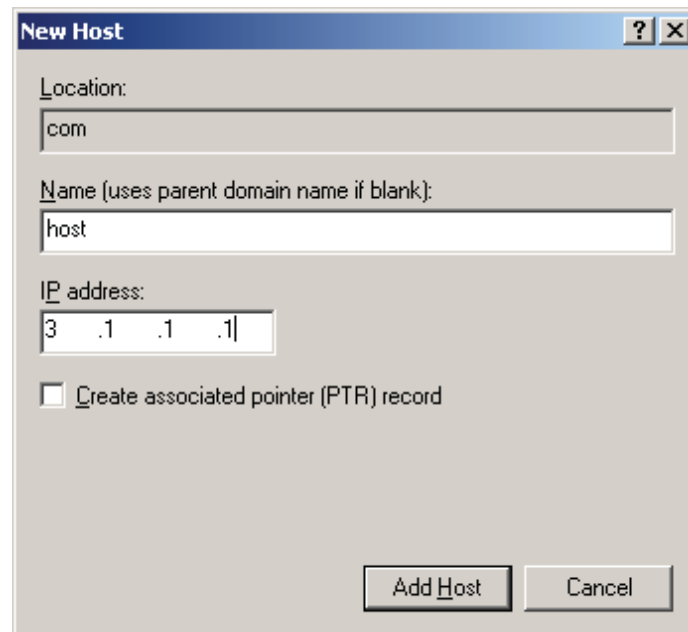 New Host
Location:
com
Name (uses parent domain name if blank):
host
IP address:
3 .1 .1 .1
Create associated pointer (PTR) record
Add Host Cancel